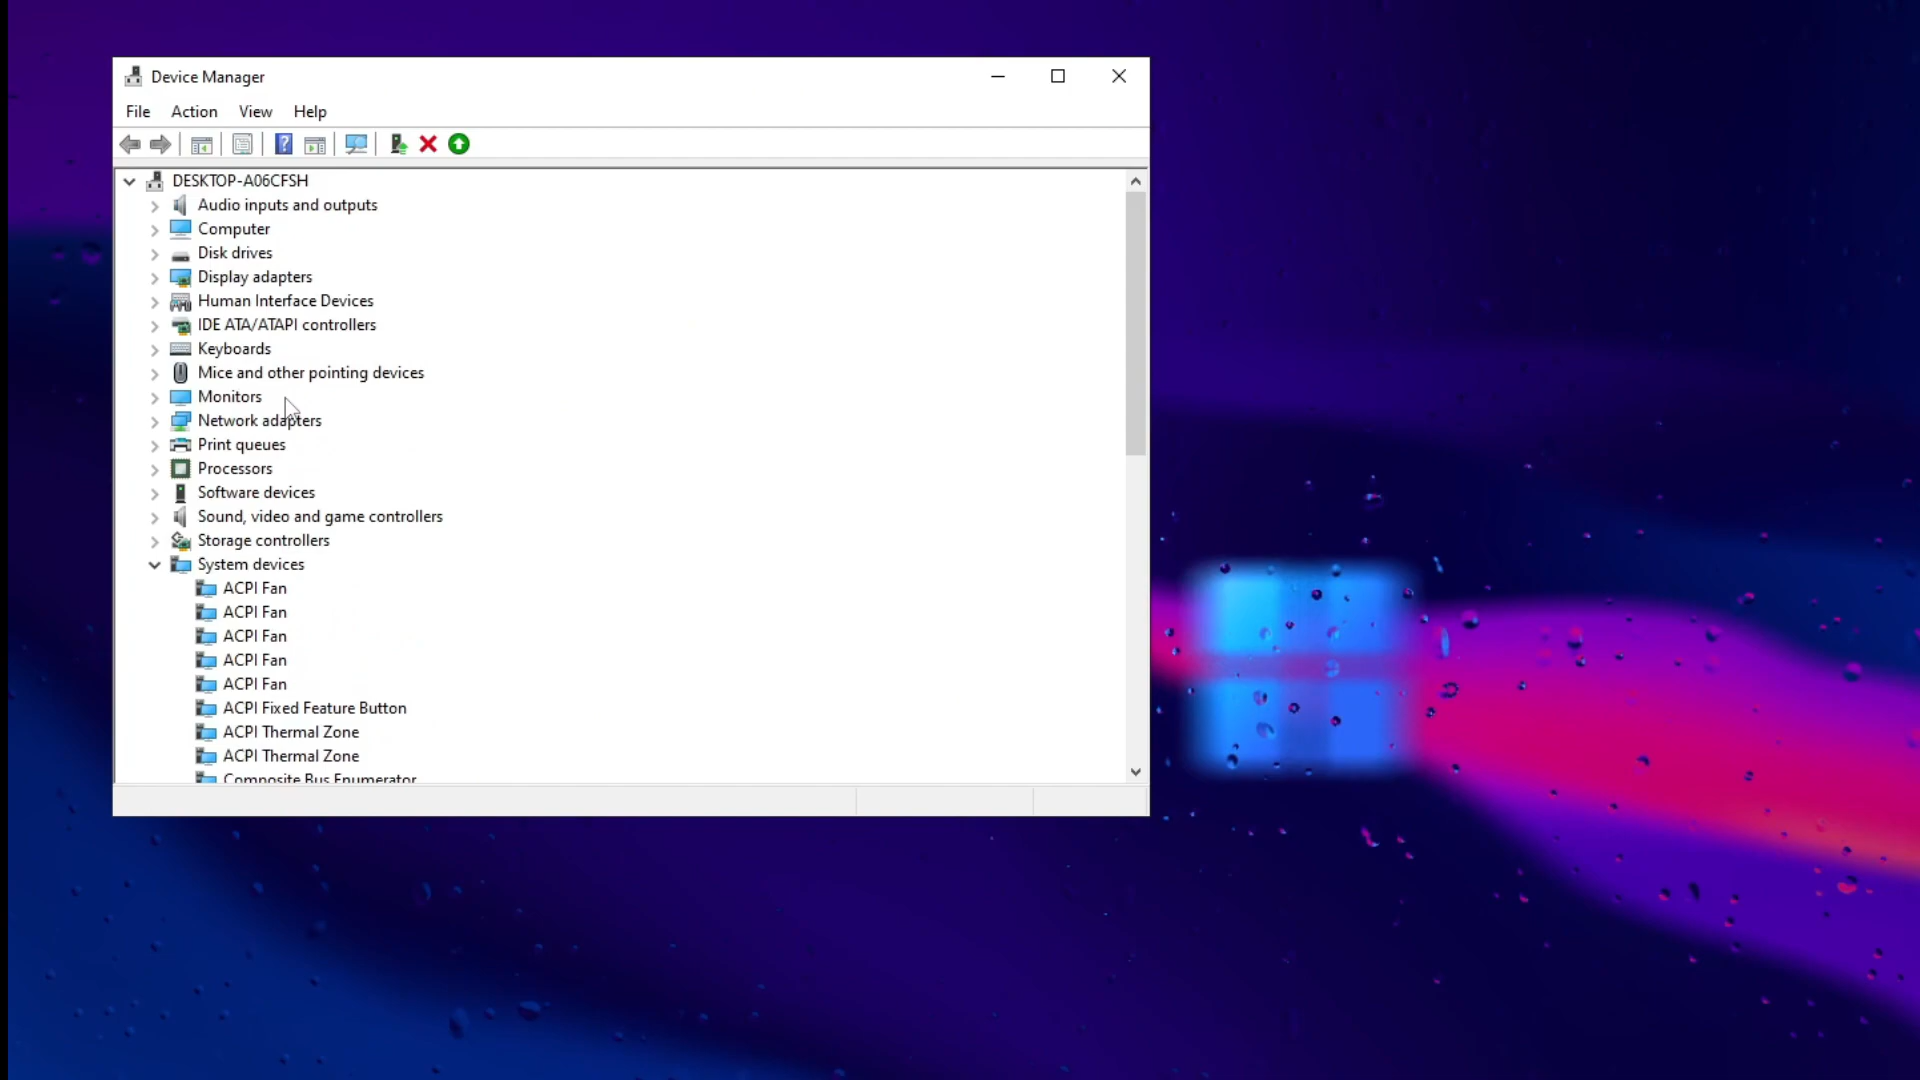 Device Manager
File Action View Help
DESKTOP-A06CFSH
Audio inputs and outputs
Computer
Disk drives
Display adapters
Human Interface Devices
IDE ATA/ATAPI controllers
Keyboards
Mice and other pointing devices
Monitors
Network adapters
Print queues
Processors
Software devices
Sound, video and game controllers
Storage controllers
System devices
ACPI Fan
ACPI Fan
ACPI Fan
ACPI Fan
ACPI Fan
ACPI Fixed Feature Button
ACPI Thermal Zone
ACPI Thermal Zone
Composite Bus Enumerator